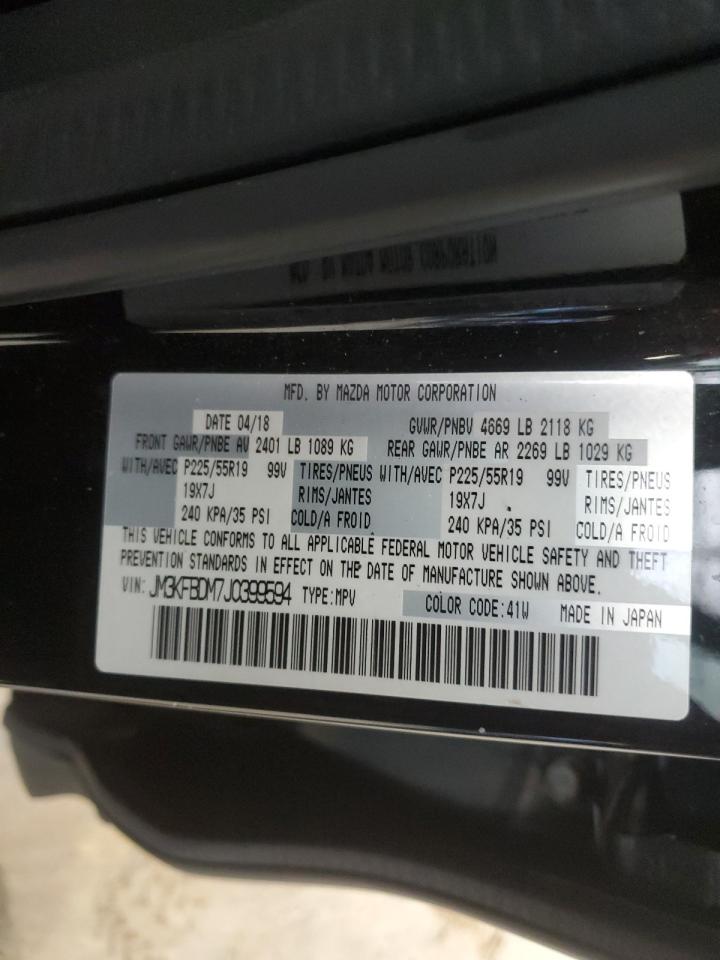 MFD. BY MAZDA MOTOR CORPORATION
DATE 04/18 GVWR/PNBV 4669 LB 2118 KG
FRONT GAWR/PNBE AV 2401 LB 1089 KG REAR GAWR/PNBE AR 2269 LB 1029 KG
WITH/AVEC P225/55R19 99V TIRES/PNEUS WITH/AVEC P225/55R19 99V TIRES/PNEUS
19X7J RIMS/JANTES 19X7J RIMS/JANTES
240 KPA/35 PSI COLD/A FROID 240 KPA/35 PSI COLD/A FROID
THIS VEHICLE CONFORMS TO ALL APPLICABLE FEDERAL MOTOR VEHICLE SAFETY AND THEFT
PREVENTION STANDARDS IN EFFECT ON THE DATE OF MANUFACTURE SHOWN ABOVE.
VIN: JM3KFBDM7J0399594 TYPE:MPV COLOR CODE:41W MADE IN JAPAN